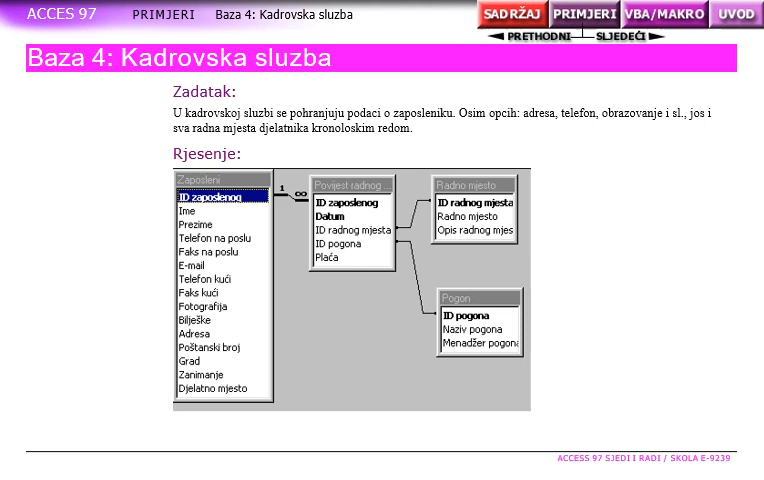 ACCES 97 PRIMJERI Baza 4: Kadrovska sluzba SADRŽAJ PRIMJERI VBA/MAKRO UVOD
PRETHODNI SLJEDEĆI
Baza 4: Kadrovska sluzba
Zadatak:
U kadrovskoj sluzbi se pohranjuju podaci o zaposleniku. Osim opcih: adresa, telefon, obrazovanje i sl., jos i
sva radna mjesta djelatnika kronoloskim redom.
Rjesenje:
Zaposleni
ID zaposlenog
Ime
Prezime
Telefon na poslu
Faks na poslu
E-mail
Telefon kući
Faks kući
Fotografija
Bilješke
Adresa
Poštanski broj
Grad
Zanimanje
Djelatno mjesto
1 ∞
Povijest radnog ...
ID zaposlenog
Datum
ID radnog mjesta
ID pogona
Plaća
Radno mjesto
ID radnog mjesta
Radno mjesto
Opis radnog mjes
Pogon
ID pogona
Naziv pogona
Menadžer pogona
ACCESS 97 SJEDI I RADI / SKOLA E-9239